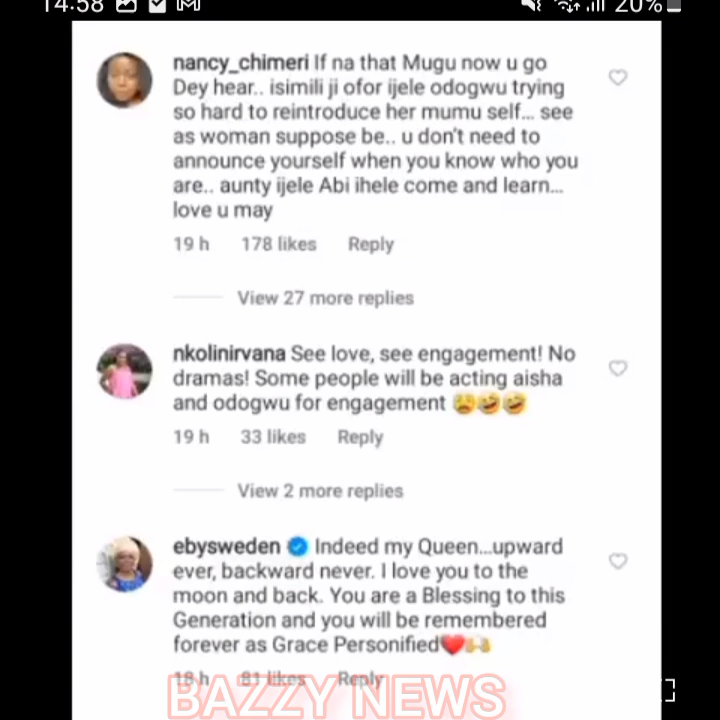 14:58
20%
nancy_chimeri If na that Mugu now u go
Dey hear.. isimili ji ofor ijele odogwu trying
so hard to reintroduce her mumu self... see
as woman suppose be.. u don't need to
announce yourself when you know who you
are.. aunty ijele Abi ihele come and learn...
love u may
19 h 178 likes Reply
View 27 more replies
nkolinirvana See love, see engagement! No
dramas! Some people will be acting aisha
and odogwu for engagement 😩🤣🤣
19 h 33 likes Reply
View 2 more replies
ebysweden Indeed my Queen...upward
ever, backward never. I love you to the
moon and back. You are a Blessing to this
Generation and you will be remembered
forever as Grace Personified❤️🙌
18 h 81 likes Reply
BAZZY NEWS